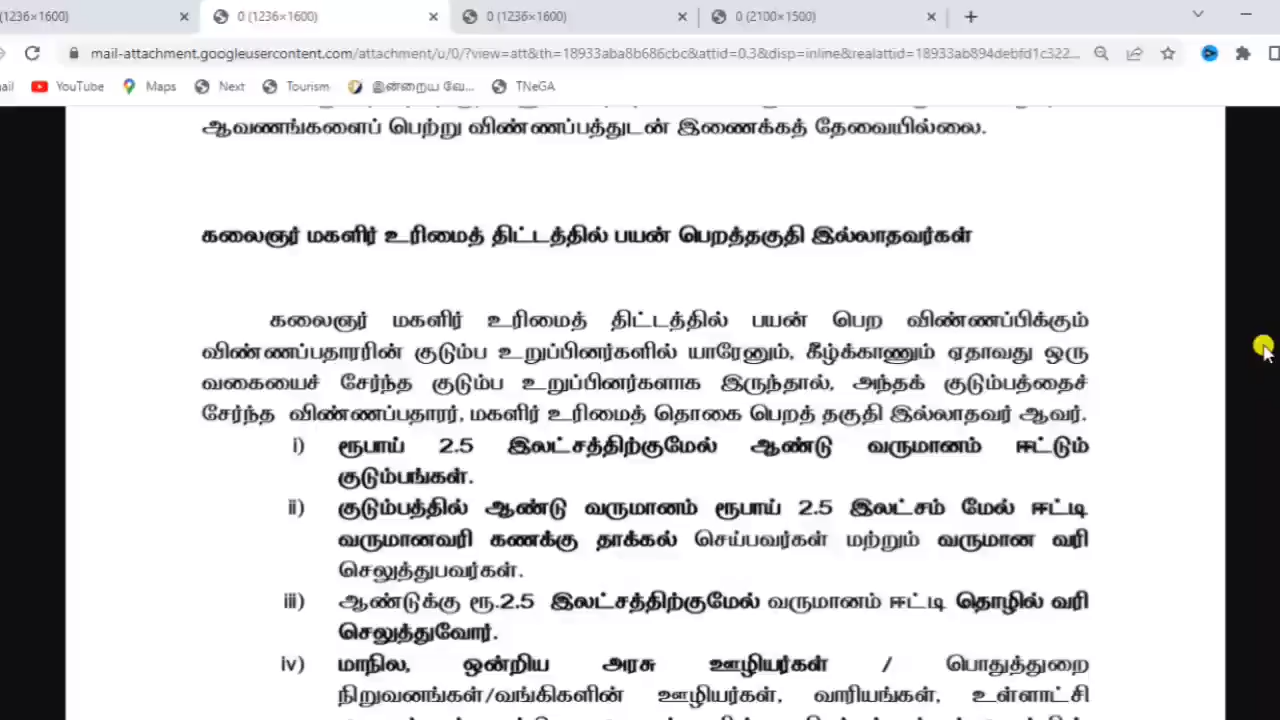 (1236×1600)
0 (1236×1600)
0 (1236×1600)
0 (2100×1500)
mail-attachment.googleusercontent.com/attachment/u/0/?view=att&th=18933aba8b686cbc&attid=0.3&disp=inline&realattid=18933ab894debfd1c322...
ail YouTube Maps Next Tourism இன்றைய வே... TNeGA
ஆவணங்களைப் பெற்று விண்ணப்பத்துடன் இணைக்கத் தேவையில்லை.
கலைஞர் மகளிர் உரிமைத் திட்டத்தில் பயன் பெறத்தகுதி இல்லாதவர்கள்
கலைஞர் மகளிர் உரிமைத் திட்டத்தில் பயன் பெற விண்ணப்பிக்கும்
விண்ணப்பதாரரின் குடும்ப உறுப்பினர்களில் யாரேனும், கீழ்க்காணும் ஏதாவது ஒரு
வகையைச் சேர்ந்த குடும்ப உறுப்பினர்களாக இருந்தால், அந்தக் குடும்பத்தைச்
சேர்ந்த விண்ணப்பதாரர், மகளிர் உரிமைத் தொகை பெறத் தகுதி இல்லாதவர் ஆவர்.
i) ரூபாய் 2.5 இலட்சத்திற்குமேல் ஆண்டு வருமானம் ஈட்டும்
குடும்பங்கள்.
ii) குடும்பத்தில் ஆண்டு வருமானம் ரூபாய் 2.5 இலட்சம் மேல் ஈட்டி
வருமானவரி கணக்கு தாக்கல் செய்பவர்கள் மற்றும் வருமான வரி
செலுத்துபவர்கள்.
iii) ஆண்டுக்கு ரூ.2.5 இலட்சத்திற்குமேல் வருமானம் ஈட்டி தொழில் வரி
செலுத்துவோர்.
iv) மாநில, ஒன்றிய அரசு ஊழியர்கள் / பொதுத்துறை
நிறுவனங்கள்/வங்கிகளின் ஊழியர்கள், வாரியங்கள், உள்ளாட்சி